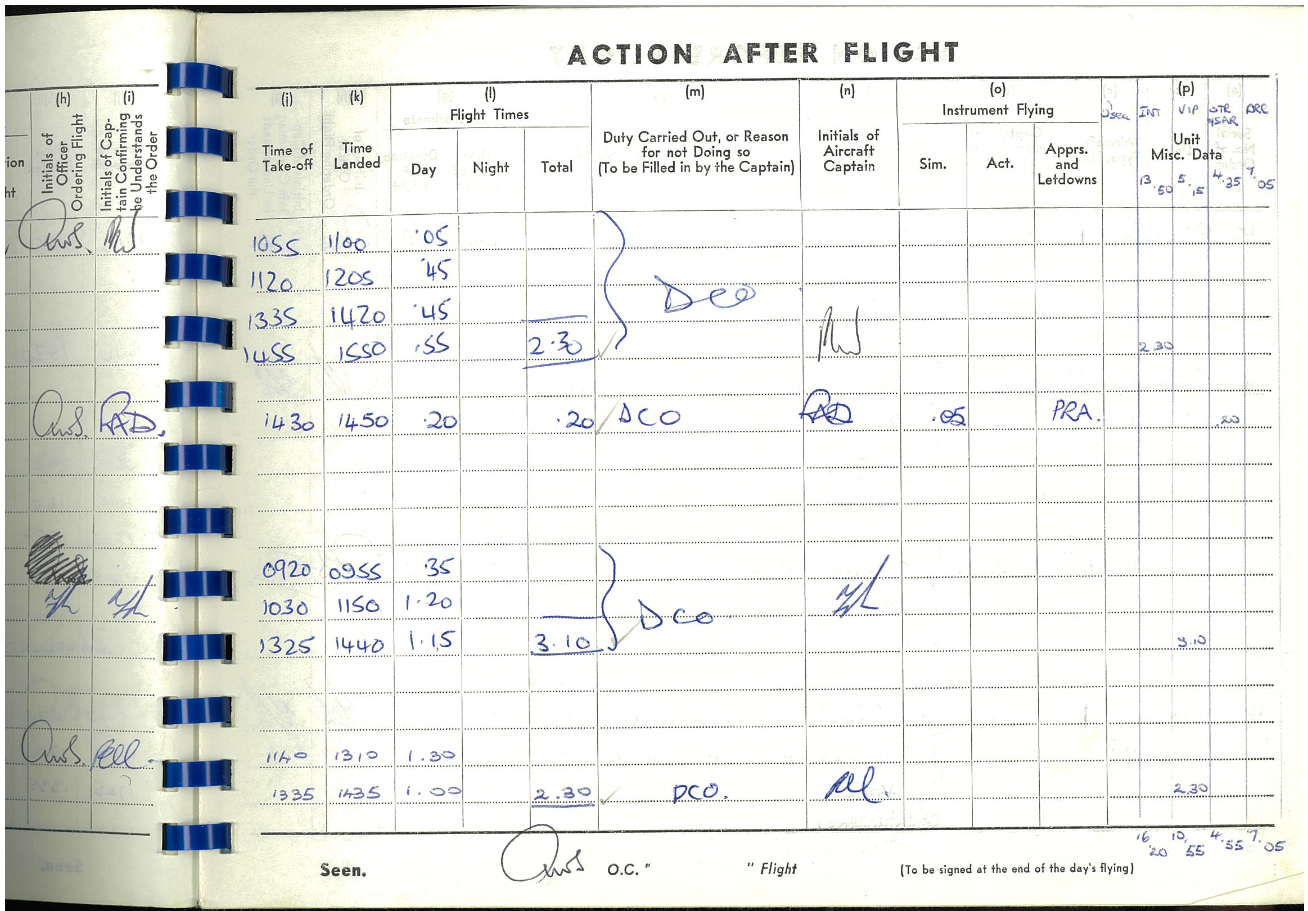 ACTION AFTER FLIGHT
(h) (i) (j) (k) (l) (m) (n) (o) (p)
Initials of Officer Ordering Flight
Initials of Cap-
tain Confirming
he Understands
the Order
Time of Take-off
Time Landed
Flight Times
Day Night Total
Duty Carried Out, or Reason
for not Doing so
(To be Filled in by the Captain)
Initials of
Aircraft
Captain
Instrument Flying
Sim. Act. Apprs. and Letdowns
INT VIP STR
Unit
Misc. Data
13.50 5.15 4.35 7.05
1055 1100 .05
1120 1205 .45
DCO
1335 1420 .45
1455 1550 .55 2.30 2.30
RAD. 1430 1450 .20 .20 DCO RAD .05 PRA. .20
0920 0955 .35
1030 1150 1.20 DCO
1325 1440 1.15 3.10 3.10
1140 1310 1.30
1335 1435 1.00 2.30 DCO. 2.30
16.20 10.55 4.55 7.05
Seen. O.C. " " Flight (To be signed at the end of the day's flying)